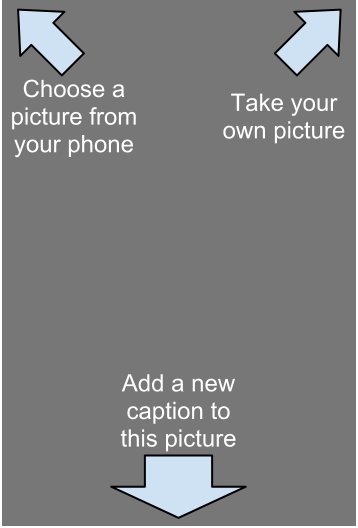 Choose a
picture from
your phone
Take your
own picture
Add a new
caption to
this picture